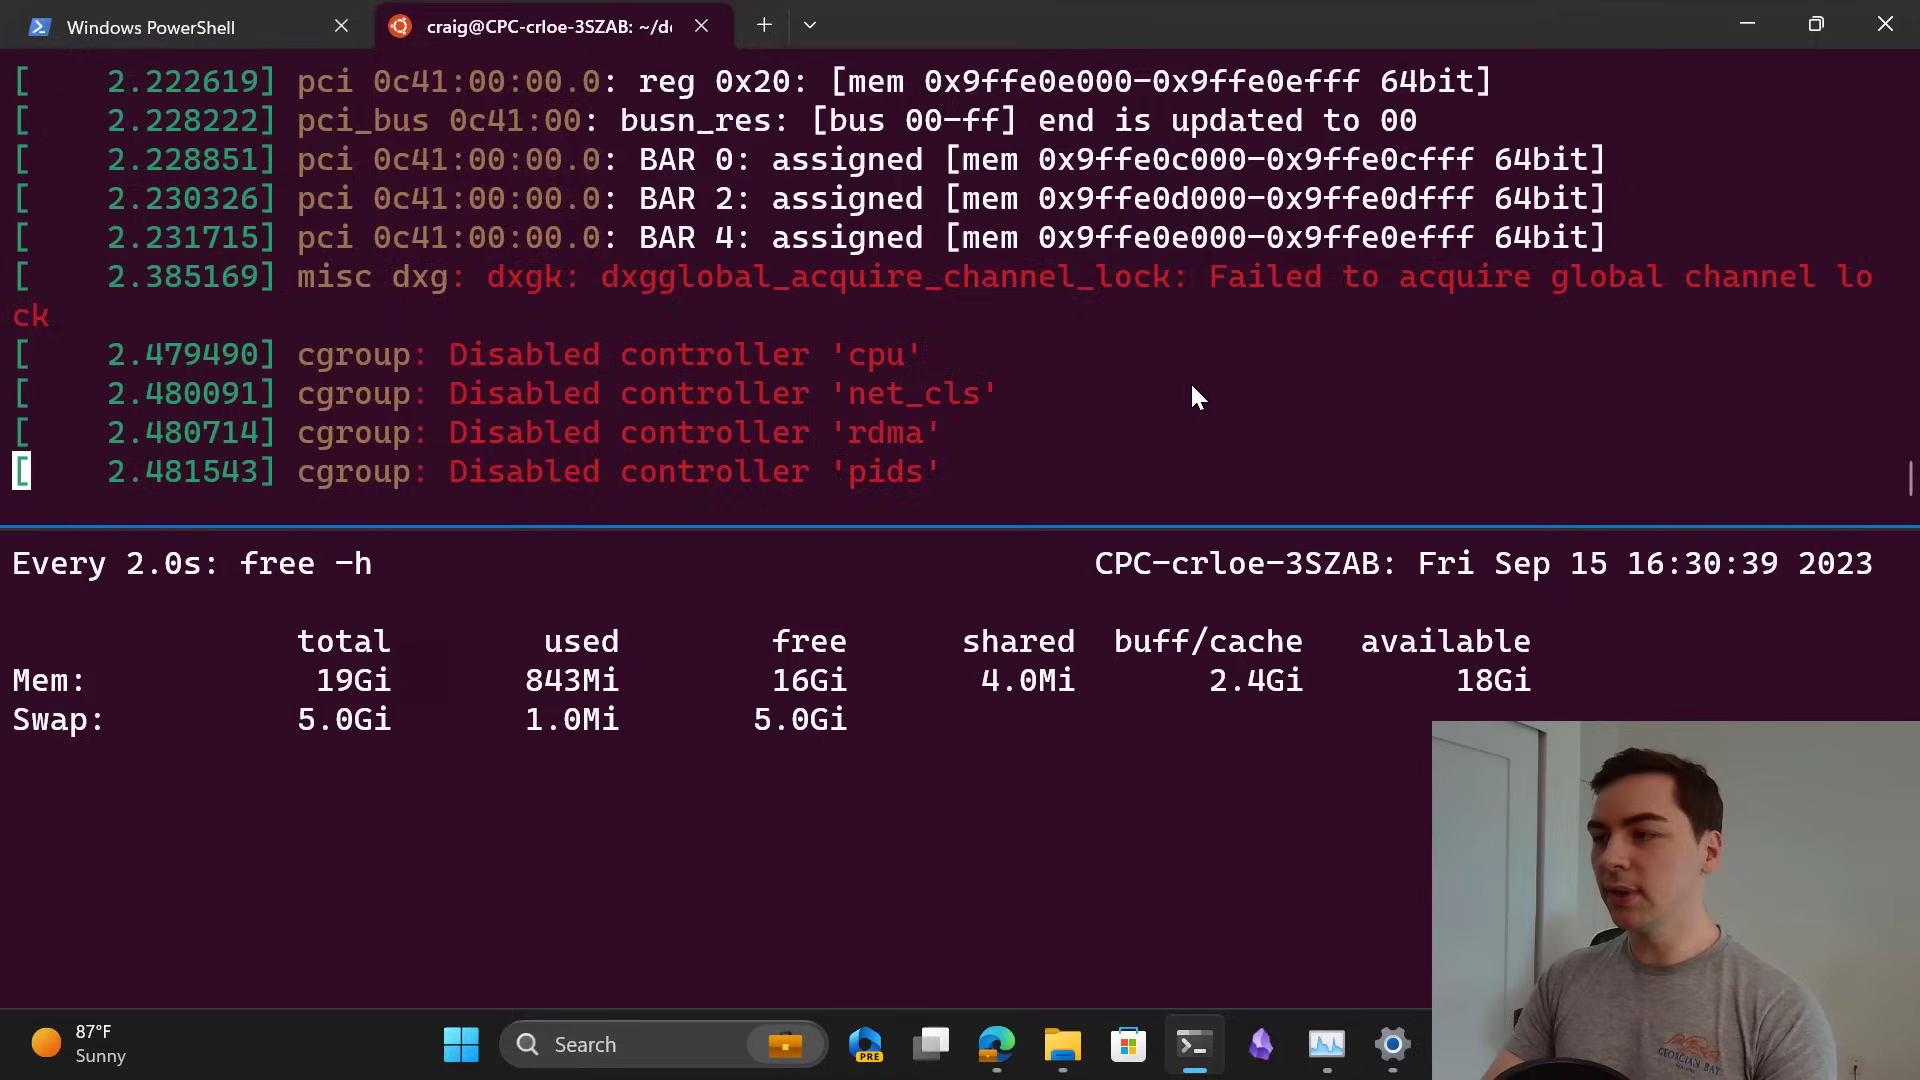 Windows PowerShell
craig@CPC-crloe-3SZAB: ~/d
[    2.222619] pci 0c41:00:00.0: reg 0x20: [mem 0x9ffe0e000-0x9ffe0efff 64bit]
[    2.228222] pci_bus 0c41:00: busn_res: [bus 00-ff] end is updated to 00
[    2.228851] pci 0c41:00:00.0: BAR 0: assigned [mem 0x9ffe0c000-0x9ffe0cfff 64bit]
[    2.230326] pci 0c41:00:00.0: BAR 2: assigned [mem 0x9ffe0d000-0x9ffe0dfff 64bit]
[    2.231715] pci 0c41:00:00.0: BAR 4: assigned [mem 0x9ffe0e000-0x9ffe0efff 64bit]
[    2.385169] misc dxg: dxgk: dxgglobal_acquire_channel_lock: Failed to acquire global channel lo
ck
[    2.479490] cgroup: Disabled controller 'cpu'
[    2.480091] cgroup: Disabled controller 'net_cls'
[    2.480714] cgroup: Disabled controller 'rdma'
[    2.481543] cgroup: Disabled controller 'pids'
Every 2.0s: free -h CPC-crloe-3SZAB: Fri Sep 15 16:30:39 2023
total used free shared buff/cache available
Mem: 19Gi 843Mi 16Gi 4.0Mi 2.4Gi 18Gi
Swap: 5.0Gi 1.0Mi 5.0Gi
GEORGIAN BAY
87°F
Sunny
Search
PRE